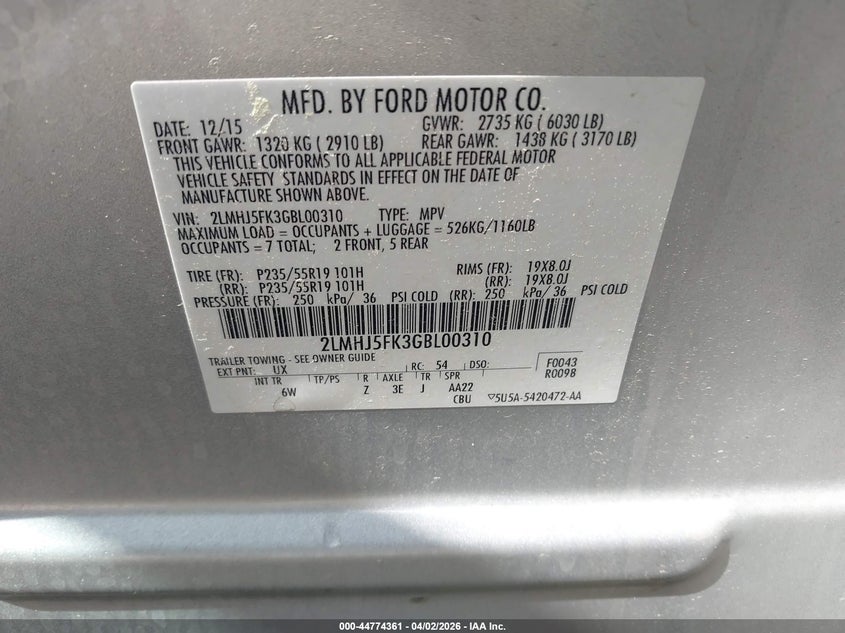 MFD. BY FORD MOTOR CO.
DATE: 12/15 GVWR: 2735 KG ( 6030 LB)
FRONT GAWR: 1320 KG ( 2910 LB) REAR GAWR: 1438 KG ( 3170 LB)
THIS VEHICLE CONFORMS TO ALL APPLICABLE FEDERAL MOTOR
VEHICLE SAFETY STANDARDS IN EFFECT ON THE DATE OF
MANUFACTURE SHOWN ABOVE.
VIN: 2LMHJ5FK3GBL00310 TYPE: MPV
MAXIMUM LOAD = OCCUPANTS + LUGGAGE = 526KG/1160LB
OCCUPANTS = 7 TOTAL; 2 FRONT, 5 REAR
TIRE (FR): P235/55R19 101H RIMS (FR): 19X8.0J
(RR): P235/55R19 101H (RR): 19X8.0J
PRESSURE (FR): 250 kPa/ 36 PSI COLD (RR): 250 kPa/ 36 PSI COLD
2LMHJ5FK3GBL00310
TRAILER TOWING - SEE OWNER GUIDE
EXT PNT: UX RC: 54 DSO: F0043
R0098
INT TR TP/PS R AXLE TR SPR
6W Z 3E J AA22
CBU ▽5U5A-5420472-AA
000-44774361 04/02/2026 - IAA Inc.